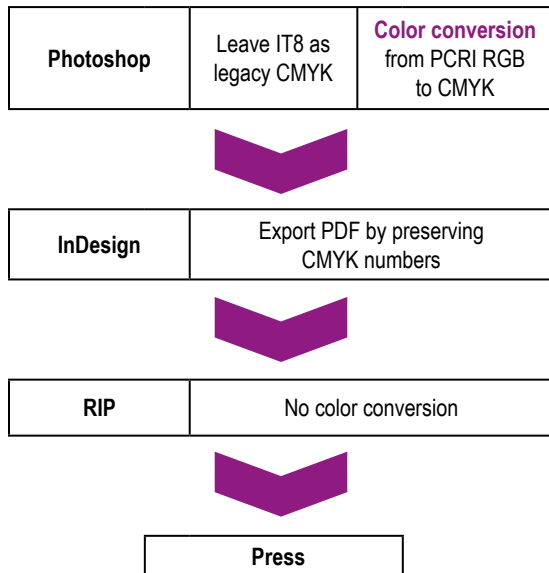 Photoshop
Leave IT8 as
legacy CMYK
Color conversion
from PCRI RGB
to CMYK
InDesign
Export PDF by preserving
CMYK numbers
RIP
No color conversion
Press